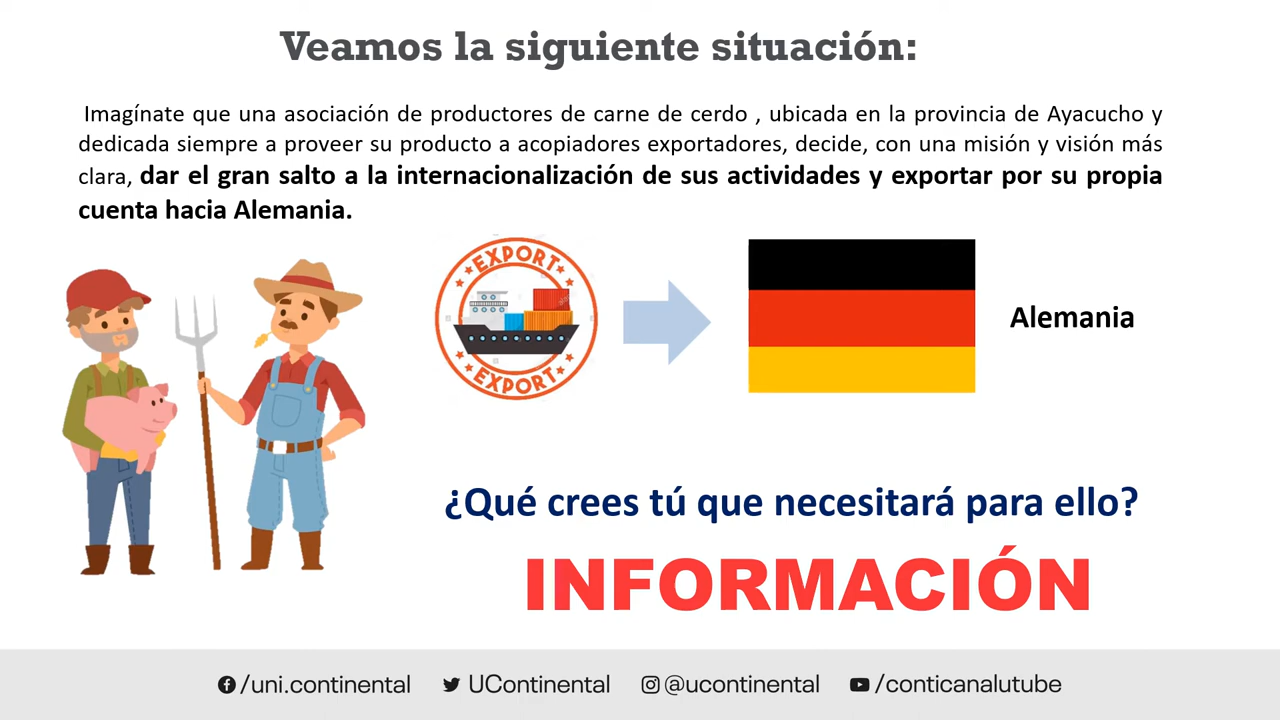 Veamos la siguiente situación:
Imagínate que una asociación de productores de carne de cerdo , ubicada en la provincia de Ayacucho y
dedicada siempre a proveer su producto a acopiadores exportadores, decide, con una misión y visión más
clara, dar el gran salto a la internacionalización de sus actividades y exportar por su propia
cuenta hacia Alemania.
EXPORT
EXPORT
Alemania
¿Qué crees tú que necesitará para ello?
INFORMACIÓN
/uni.continental UContinental @ucontinental /conticanalutube